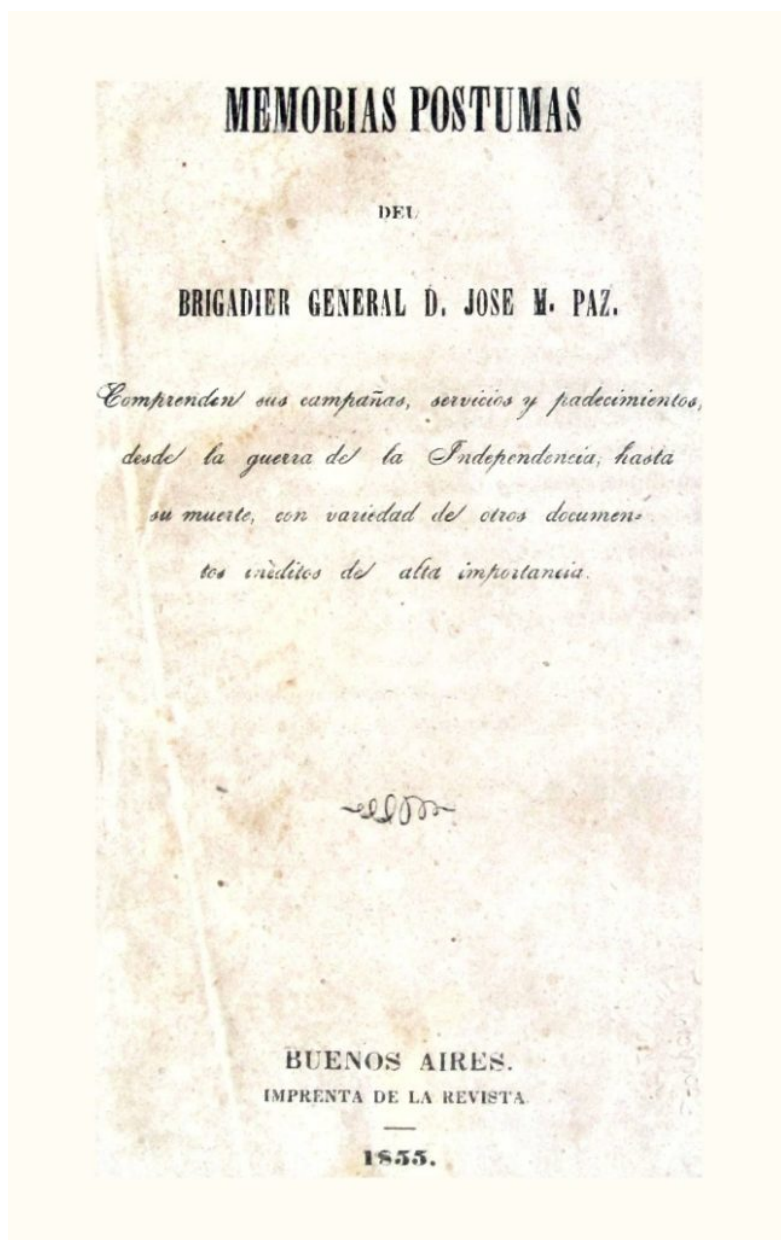 MEMORIAS POSTUMAS
DEL
BRIGADIER GENERAL D. JOSE M. PAZ.
Comprenden sus campañas, servicios y padecimientos,
desde la guerra de la Independencia, hasta
su muerte, con variedad de otros documen-
tos inèditos de alta importancia.
BUENOS AIRES.
IMPRENTA DE LA REVISTA.
1855.